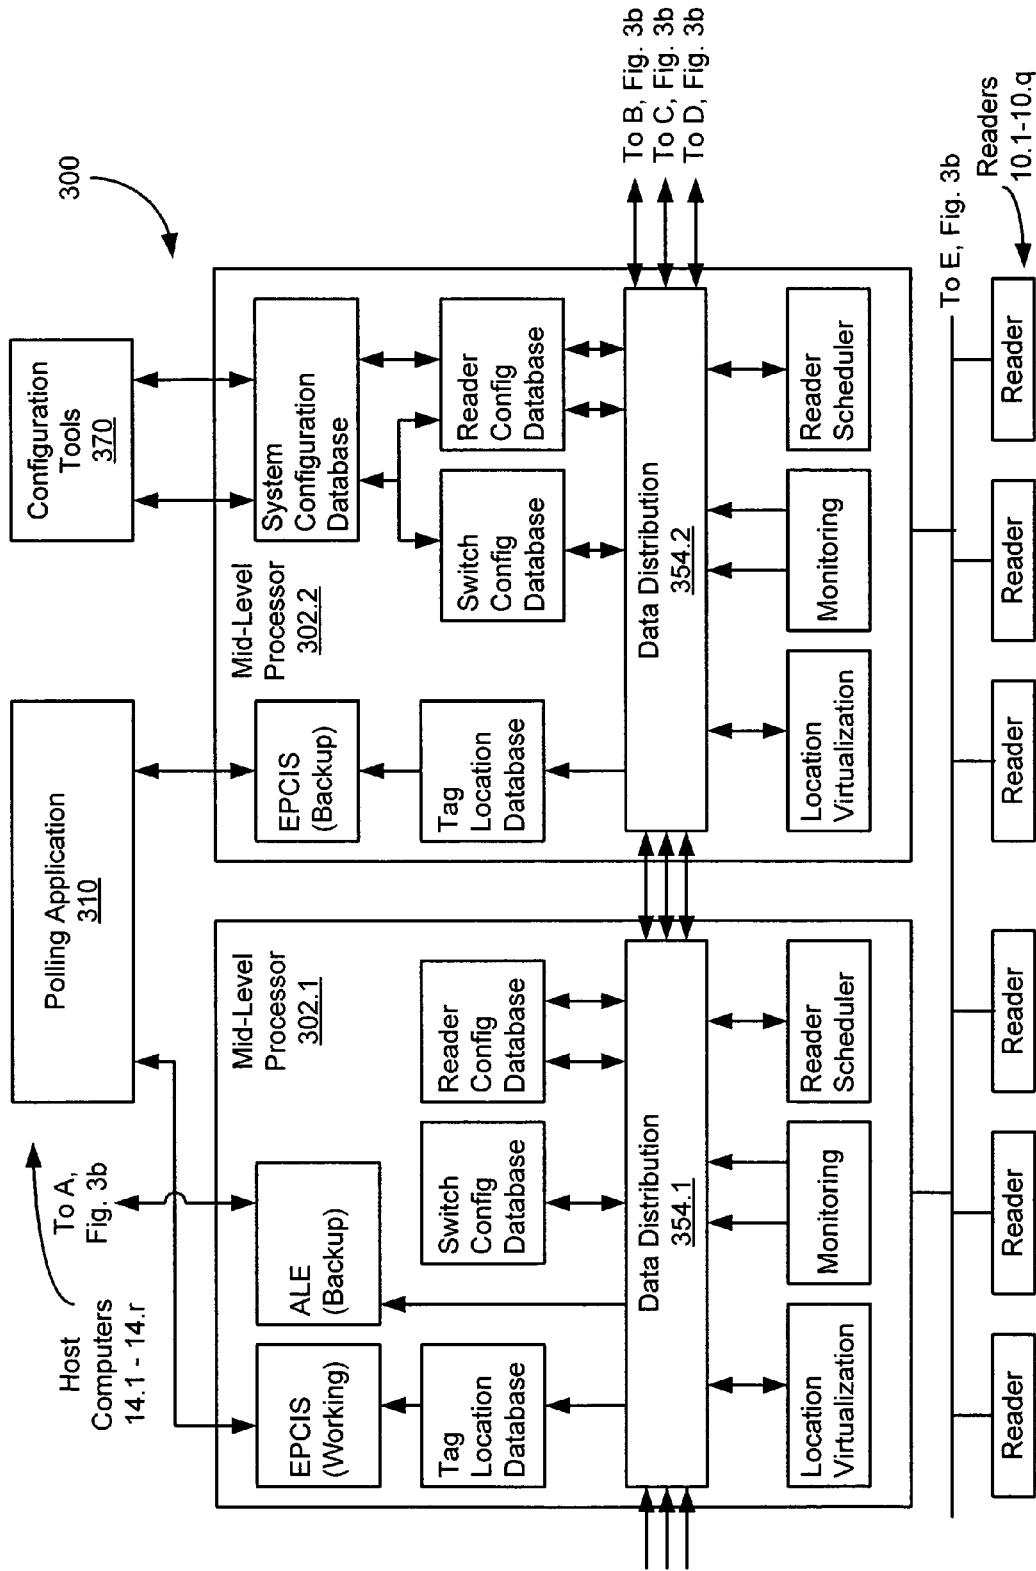 300
Host
Computers
14.1 - 14.r
To A,
Fig. 3b
Polling Application
310
Configuration
Tools
370
Mid-Level
Processor
302.1
EPCIS
(Working)
ALE
(Backup)
Tag
Location
Database
Switch
Config
Database
Reader
Config
Database
Data Distribution
354.1
Location
Virtualization
Monitoring
Reader
Scheduler
Mid-Level
Processor
302.2
EPCIS
(Backup)
System
Configuration
Database
Tag
Location
Database
Switch
Config
Database
Reader
Config
Database
Data Distribution
354.2
Location
Virtualization
Monitoring
Reader
Scheduler
To B, Fig. 3b
To C, Fig. 3b
To D, Fig. 3b
To E, Fig. 3b
Readers
10.1-10.q
Reader
Reader
Reader
Reader
Reader
Reader